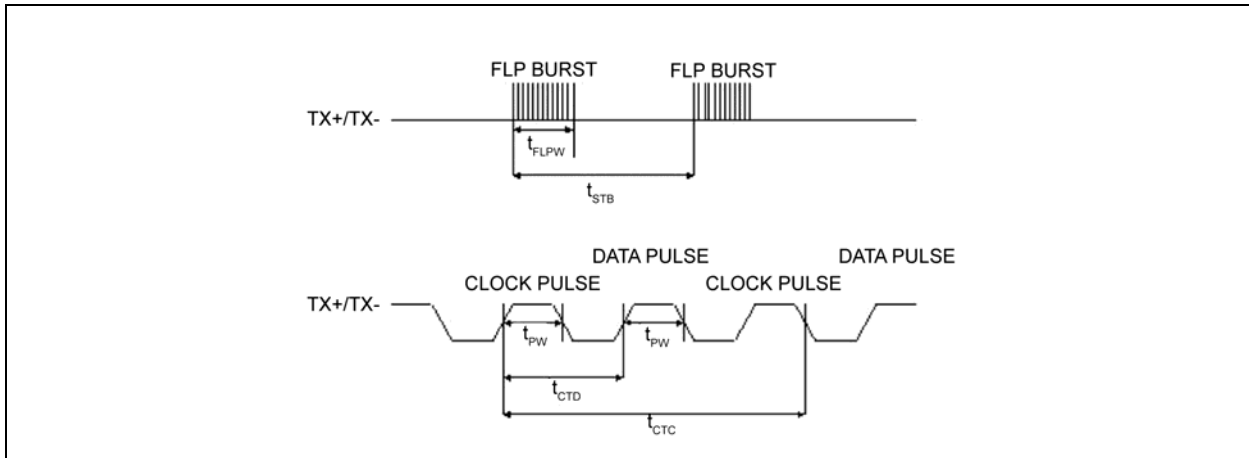 FLP BURST FLP BURST
TX+/TX-
tFLPW
tSTB
DATA PULSE DATA PULSE
CLOCK PULSE CLOCK PULSE
TX+/TX-
tPW tPW
tCTD
tCTC